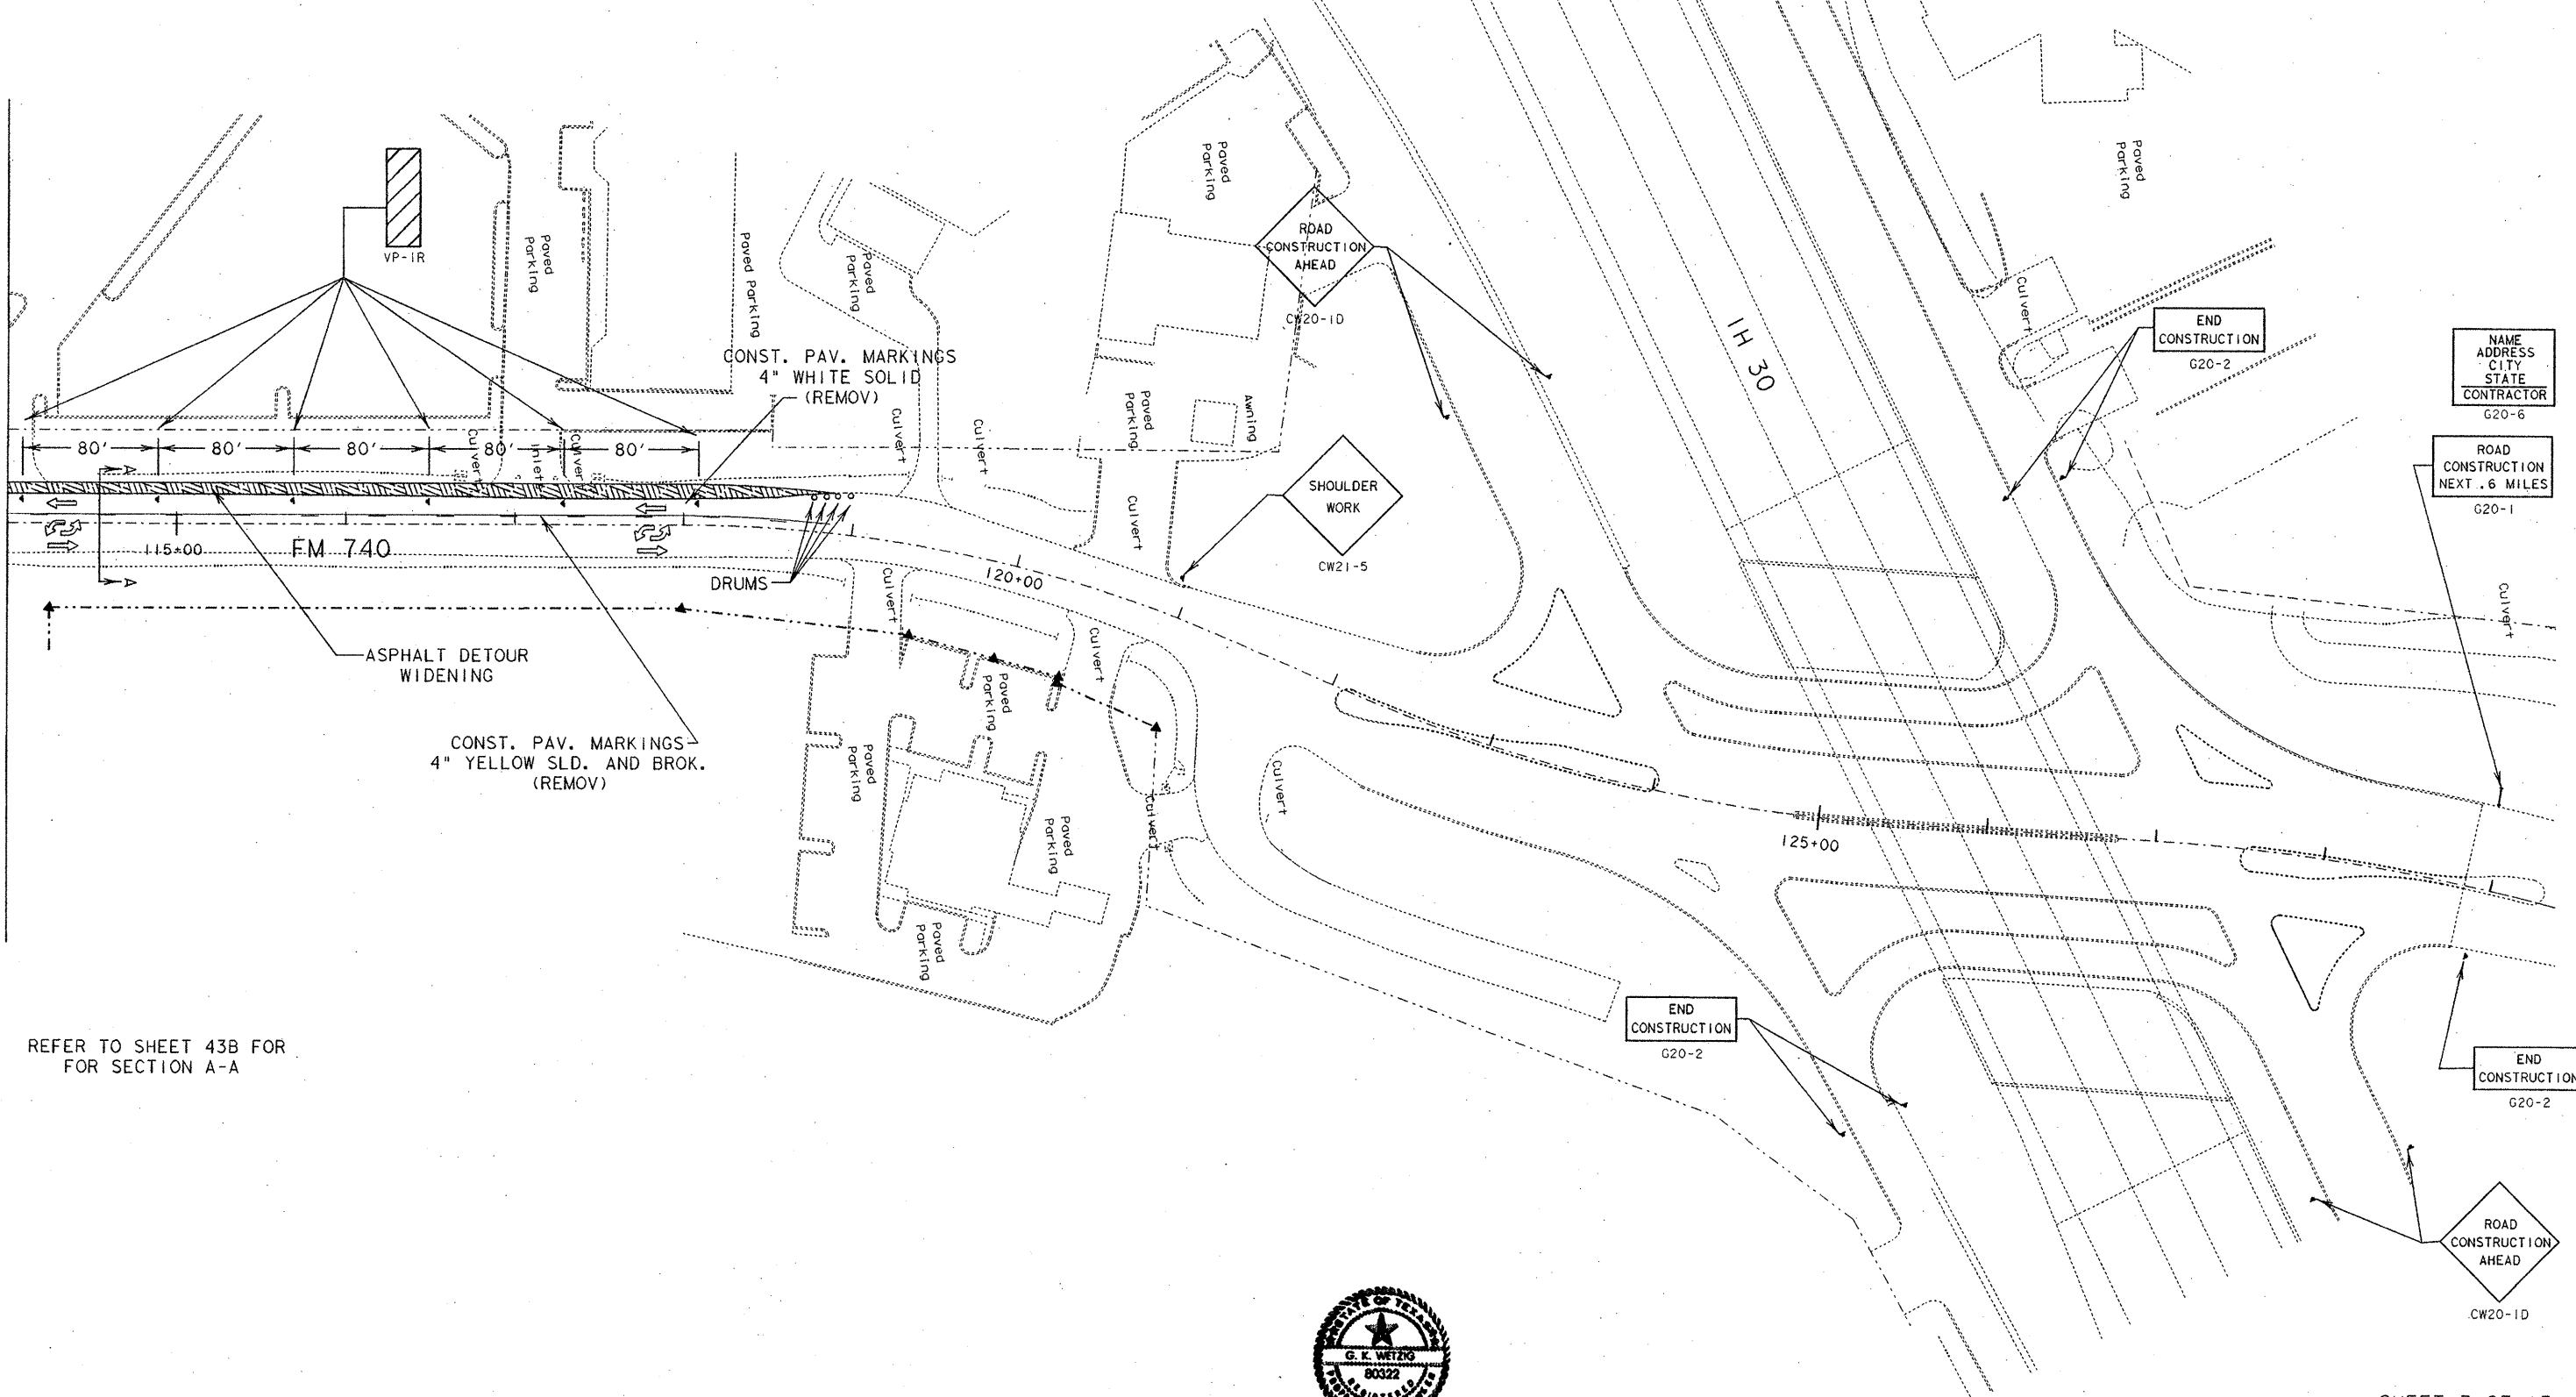 VP-1R
Paved
Parking
Paved Parking
Paved
Parking
CONST. PAV. MARKINGS
4" WHITE SOLID
(REMOV)
80'
80'
80'
80'
80'
Culvert
Inlet
Culvert
Culvert
Culvert
A
A
115+00
FM 740
DRUMS
120+00
ASPHALT DETOUR
WIDENING
CONST. PAV. MARKINGS
4" YELLOW SLD. AND BROK.
(REMOV)
Culvert
Culvert
Paved
Parking
Paved
Parking
Paved
Parking
Paved
Parking
Culvert
Culvert
REFER TO SHEET 43B FOR
FOR SECTION A-A
Paved
Parking
ROAD
CONSTRUCTION
AHEAD
CW20-1D
Paved
Parking
Awning
Culvert
SHOULDER
WORK
CW21-5
IH 30
125+00
Paved
Parking
Culvert
END
CONSTRUCTION
G20-2
NAME
ADDRESS
CITY
STATE
CONTRACTOR
G20-6
ROAD
CONSTRUCTION
NEXT .6 MILES
G20-1
Culvert
END
CONSTRUCTION
G20-2
END
CONSTRUCTION
G20-2
ROAD
CONSTRUCTION
AHEAD
CW20-1D
STATE OF TEXAS
G. K. WETZIG
80322
REGISTERED